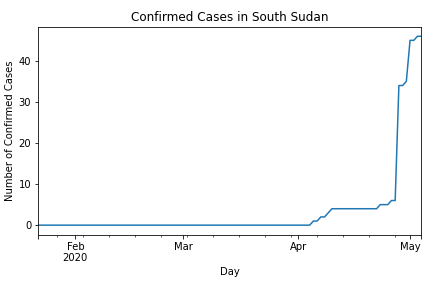 Confirmed Cases in South Sudan
Number of Confirmed Cases
40
30
20
10
0
Feb
2020
Mar
Apr
May
Day